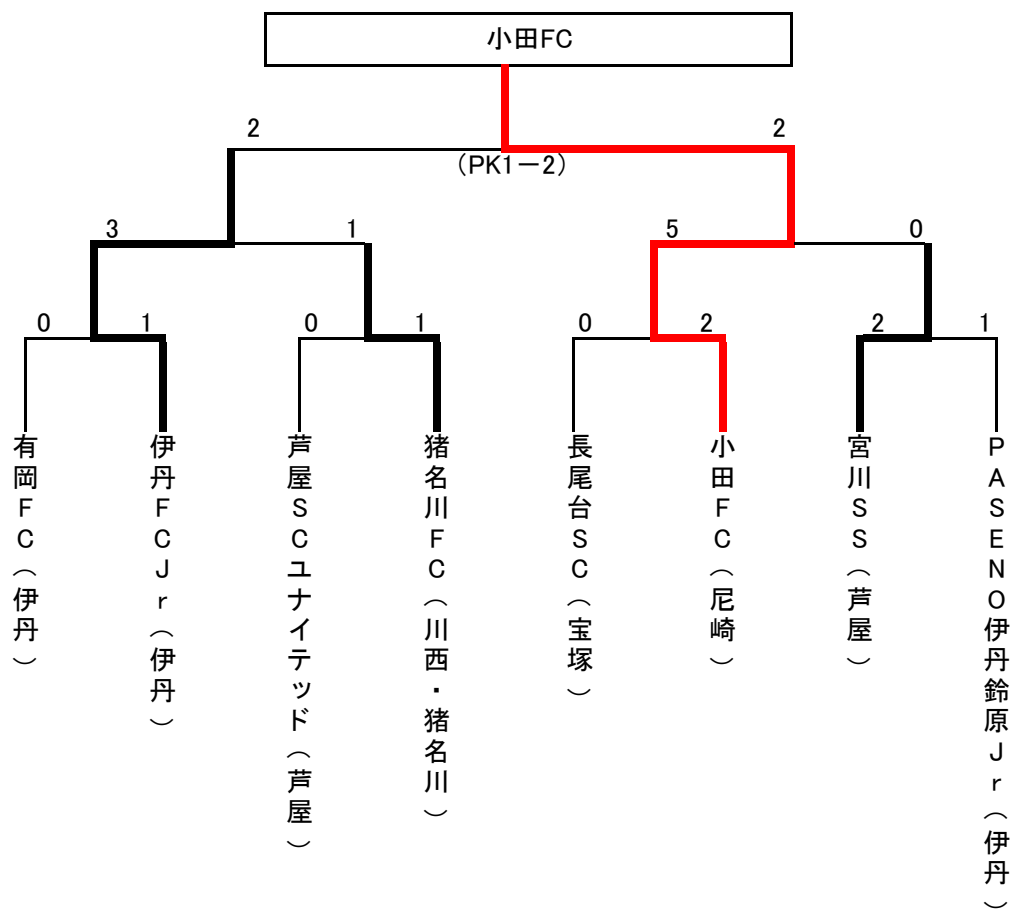 小田FC
2
2
（PK1－2）
3
1
5
0
0
1
0
1
0
2
2
1
有岡FC（伊丹）
伊丹FCJr（伊丹）
芦屋SCユナイテッド（芦屋）
猪名川FC（川西・猪名川）
長尾台SC（宝塚）
小田FC（尼崎）
宮川SS（芦屋）
PASENO伊丹鈴原Jr（伊丹）